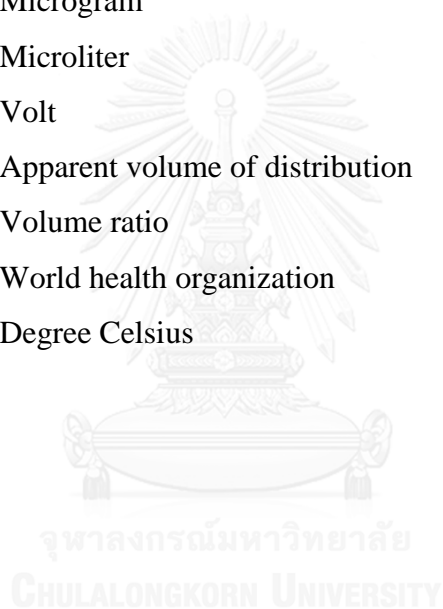 Microgram
Microliter
Volt
Apparent volume of distribution
Volume ratio
World health organization
Degree Celsius
จุฬาลงกรณ์มหาวิทยาลัย
CHULALONGKORN UNIVERSITY